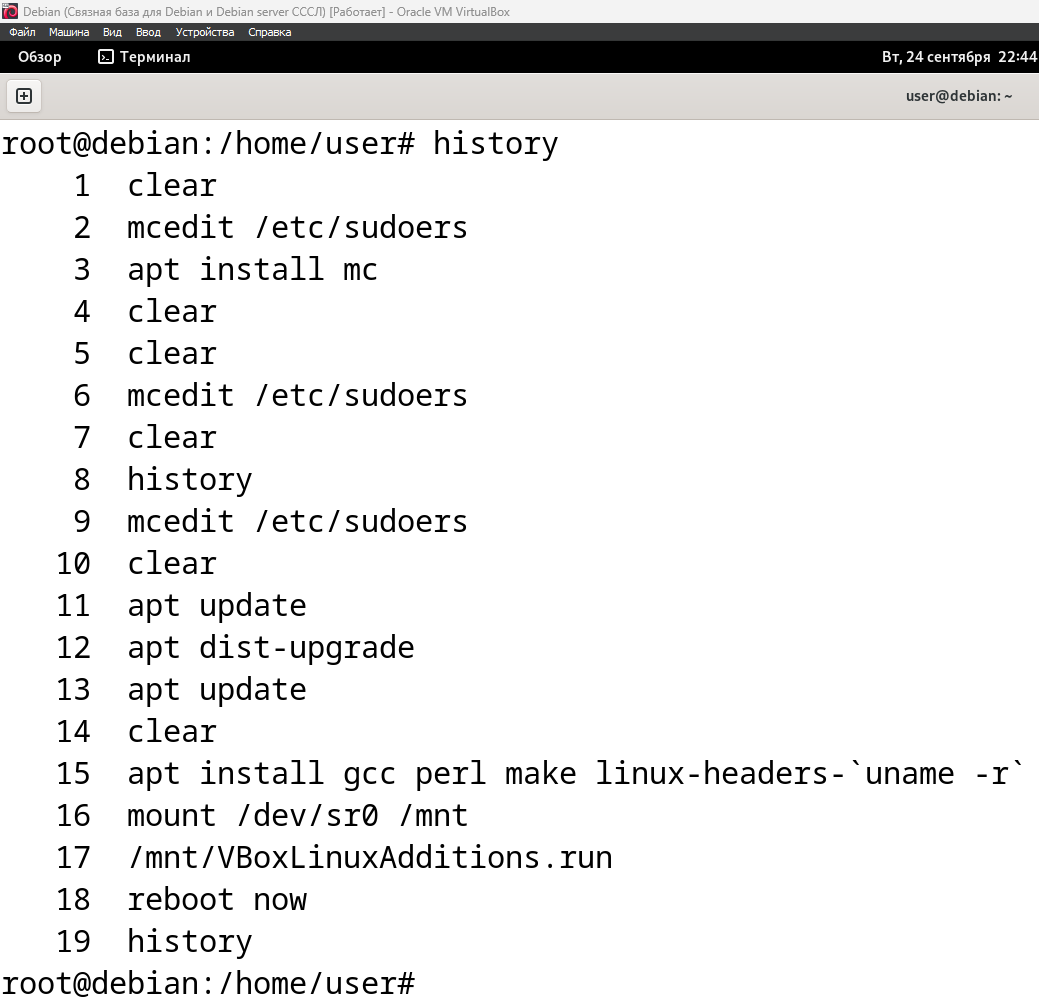 Debian (Связная база для Debian и Debian server СССЛ) [Работает] - Oracle VM VirtualBox
Файл Машина Вид Ввод Устройства Справка
Обзор Терминал Вт, 24 сентября 22:44
user@debian: ~
root@debian:/home/user# history
1 clear
2 mcedit /etc/sudoers
3 apt install mc
4 clear
5 clear
6 mcedit /etc/sudoers
7 clear
8 history
9 mcedit /etc/sudoers
10 clear
11 apt update
12 apt dist-upgrade
13 apt update
14 clear
15 apt install gcc perl make linux-headers-`uname -r`
16 mount /dev/sr0 /mnt
17 /mnt/VBoxLinuxAdditions.run
18 reboot now
19 history
root@debian:/home/user#